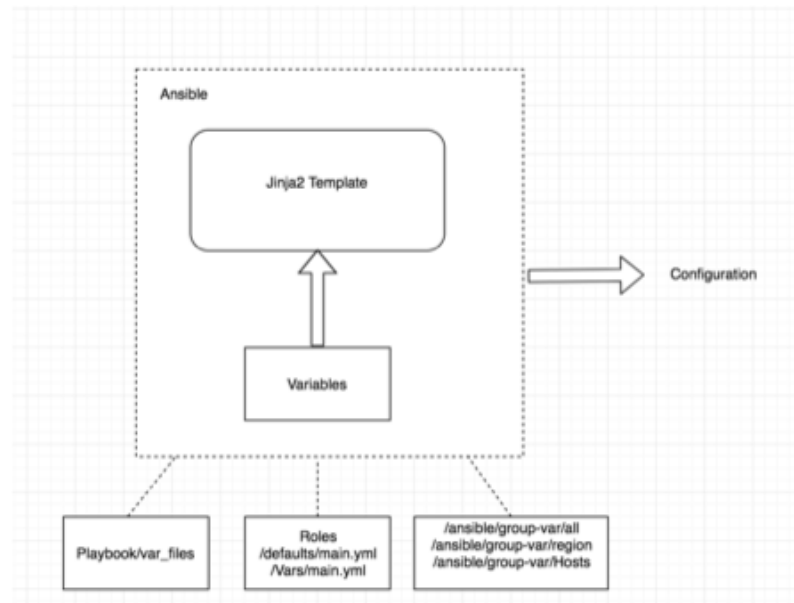 Ansible
Jinja2 Template
Configuration
Variables
Playbook/var_files
Roles
/defaults/main.yml
/Vars/main.yml
/ansible/group-var/all
/ansible/group-var/region
/ansible/group-var/Hosts